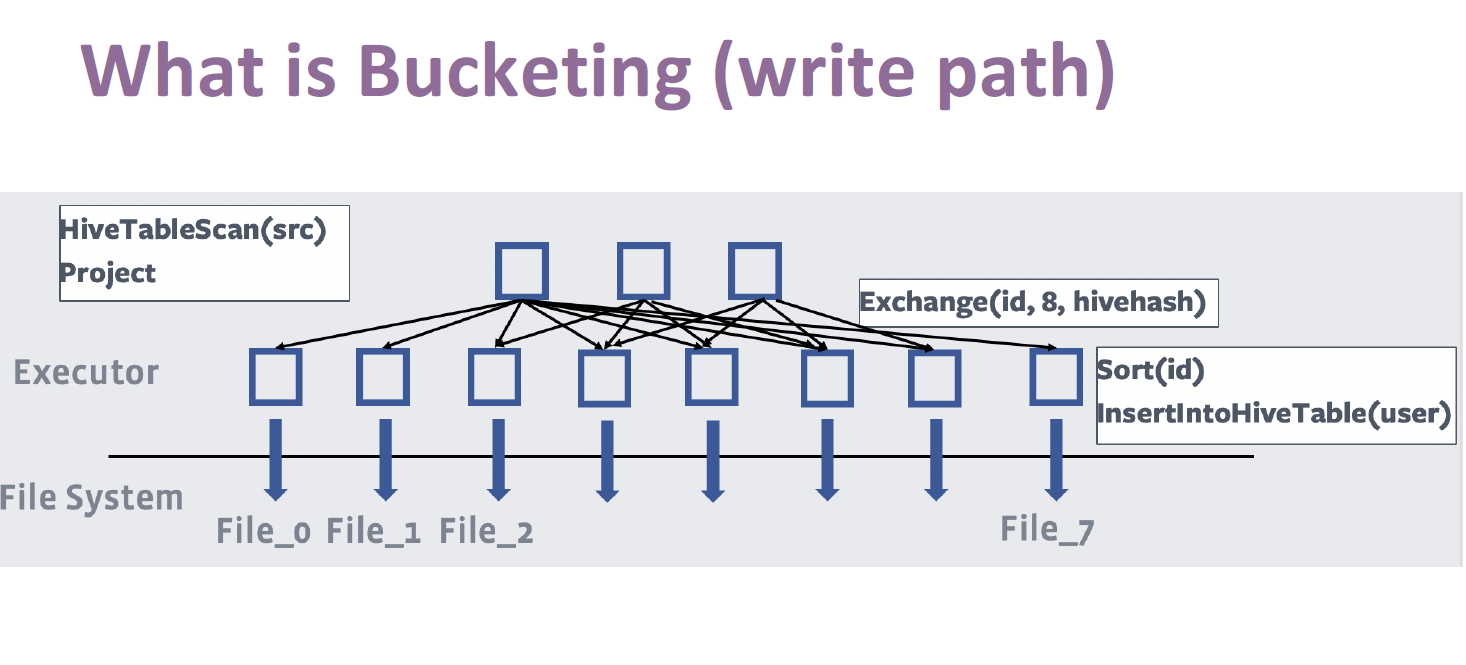 What is Bucketing (write path)
HiveTableScan(src)
Project
Exchange(id, 8, hivehash)
Executor
Sort(id)
InsertIntoHiveTable(user)
File System
File_0 File_1 File_2 File_7